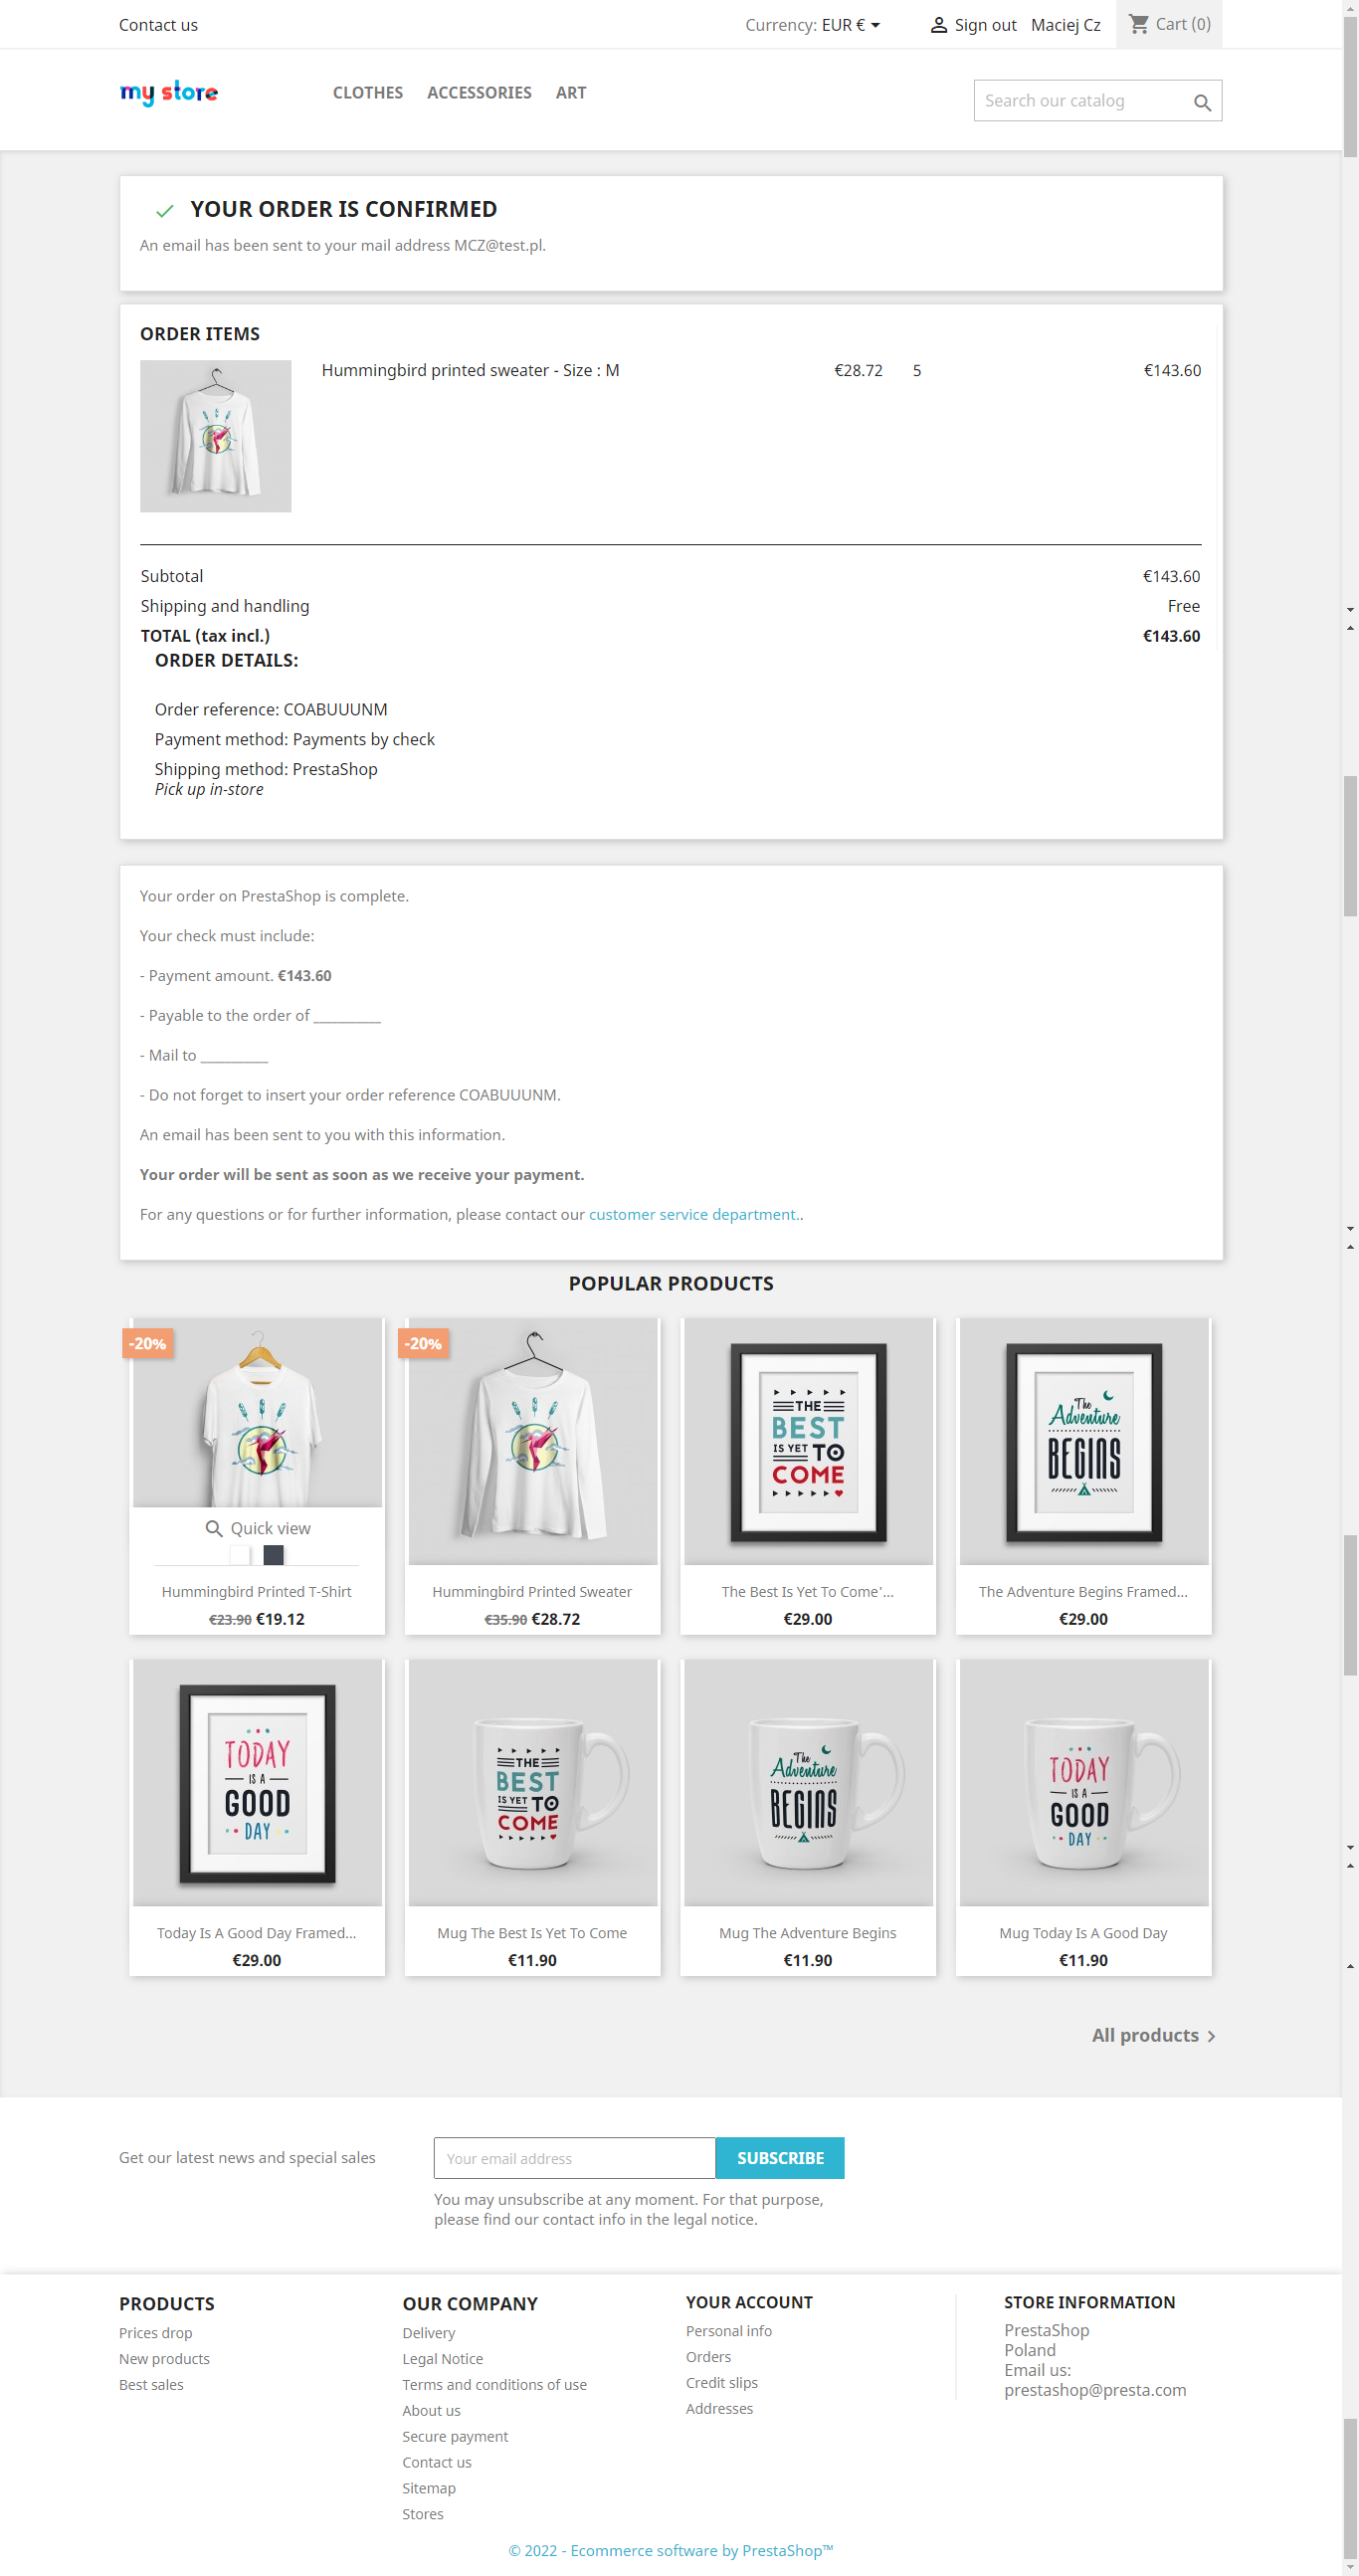 Contact us
Currency: EUR €
Sign out
Maciej Cz
Cart (0)
my store
CLOTHES
ACCESSORIES
ART
Search our catalog
YOUR ORDER IS CONFIRMED
An email has been sent to your mail address MCZ@test.pl.
ORDER ITEMS
Hummingbird printed sweater - Size : M €28.72 5 €143.60
Subtotal €143.60
Shipping and handling Free
TOTAL (tax incl.) €143.60
ORDER DETAILS:
Order reference: COABUUUNM
Payment method: Payments by check
Shipping method: PrestaShop
Pick up in-store
Your order on PrestaShop is complete.
Your check must include:
- Payment amount. €143.60
- Payable to the order of __________
- Mail to __________
- Do not forget to insert your order reference COABUUUNM.
An email has been sent to you with this information.
Your order will be sent as soon as we receive your payment.
For any questions or for further information, please contact our customer service department..
POPULAR PRODUCTS
-20%
Quick view
Hummingbird Printed T-Shirt
€23.90 €19.12
-20%
Hummingbird Printed Sweater
€35.90 €28.72
THE
BEST
IS YET TO
COME
The Best Is Yet To Come'...
€29.00
The
Adventure
BEGINS
The Adventure Begins Framed...
€29.00
TODAY
IS A
GOOD
DAY
Today Is A Good Day Framed...
€29.00
THE
BEST
IS YET TO
COME
Mug The Best Is Yet To Come
€11.90
The
Adventure
BEGINS
Mug The Adventure Begins
€11.90
TODAY
IS A
GOOD
DAY
Mug Today Is A Good Day
€11.90
All products
Get our latest news and special sales
Your email address
SUBSCRIBE
You may unsubscribe at any moment. For that purpose,
please find our contact info in the legal notice.
PRODUCTS
Prices drop
New products
Best sales
OUR COMPANY
Delivery
Legal Notice
Terms and conditions of use
About us
Secure payment
Contact us
Sitemap
Stores
YOUR ACCOUNT
Personal info
Orders
Credit slips
Addresses
STORE INFORMATION
PrestaShop
Poland
Email us:
prestashop@presta.com
© 2022 - Ecommerce software by PrestaShop™